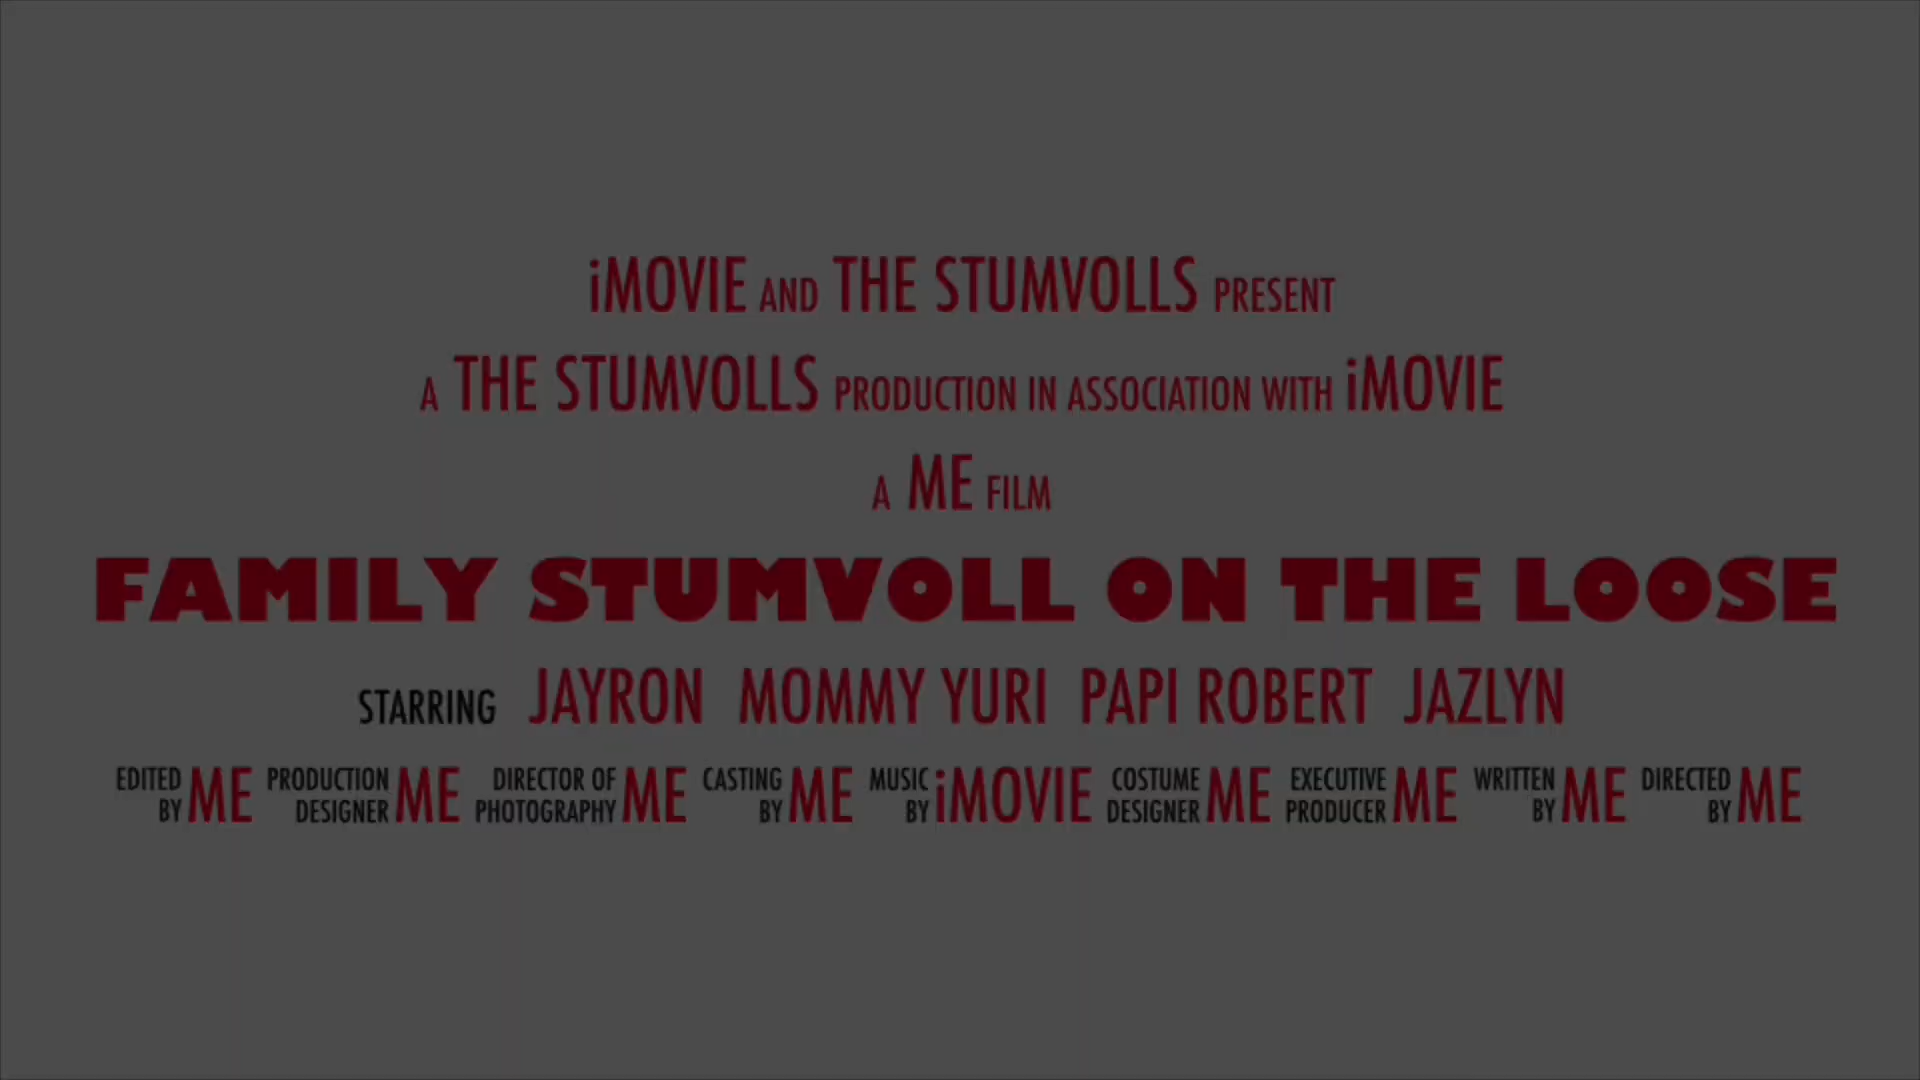 iMOVIE AND THE STUMVOLLS PRESENT
A THE STUMVOLLS PRODUCTION IN ASSOCIATION WITH iMOVIE
A ME FILM
FAMILY STUMVOLL ON THE LOOSE
STARRING JAYRON MOMMY YURI PAPI ROBERT JAZLYN
EDITED BY ME PRODUCTION DESIGNER ME DIRECTOR OF PHOTOGRAPHY ME CASTING BY ME MUSIC BY iMOVIE COSTUME DESIGNER ME EXECUTIVE PRODUCER ME WRITTEN BY ME DIRECTED BY ME